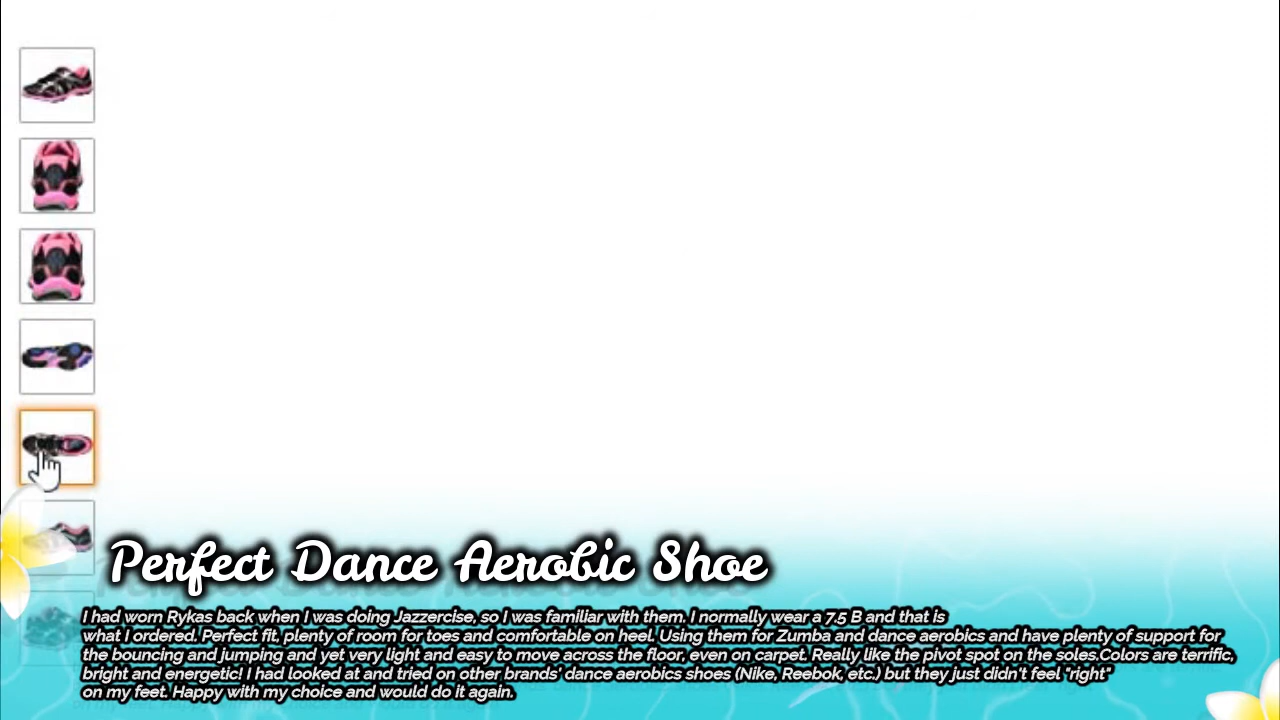 Perfect Dance Aerobic Shoe
I had worn Rykas back when I was doing Jazzercise, so I was familiar with them. I normally wear a 7.5 B and that is
what I ordered. Perfect fit, plenty of room for toes and comfortable on heel. Using them for Zumba and dance aerobics and have plenty of support for
the bouncing and jumping and yet very light and easy to move across the floor, even on carpet. Really like the pivot spot on the soles.Colors are terrific,
bright and energetic! I had looked at and tried on other brands' dance aerobics shoes (Nike, Reebok, etc.) but they just didn't feel "right"
on my feet. Happy with my choice and would do it again.